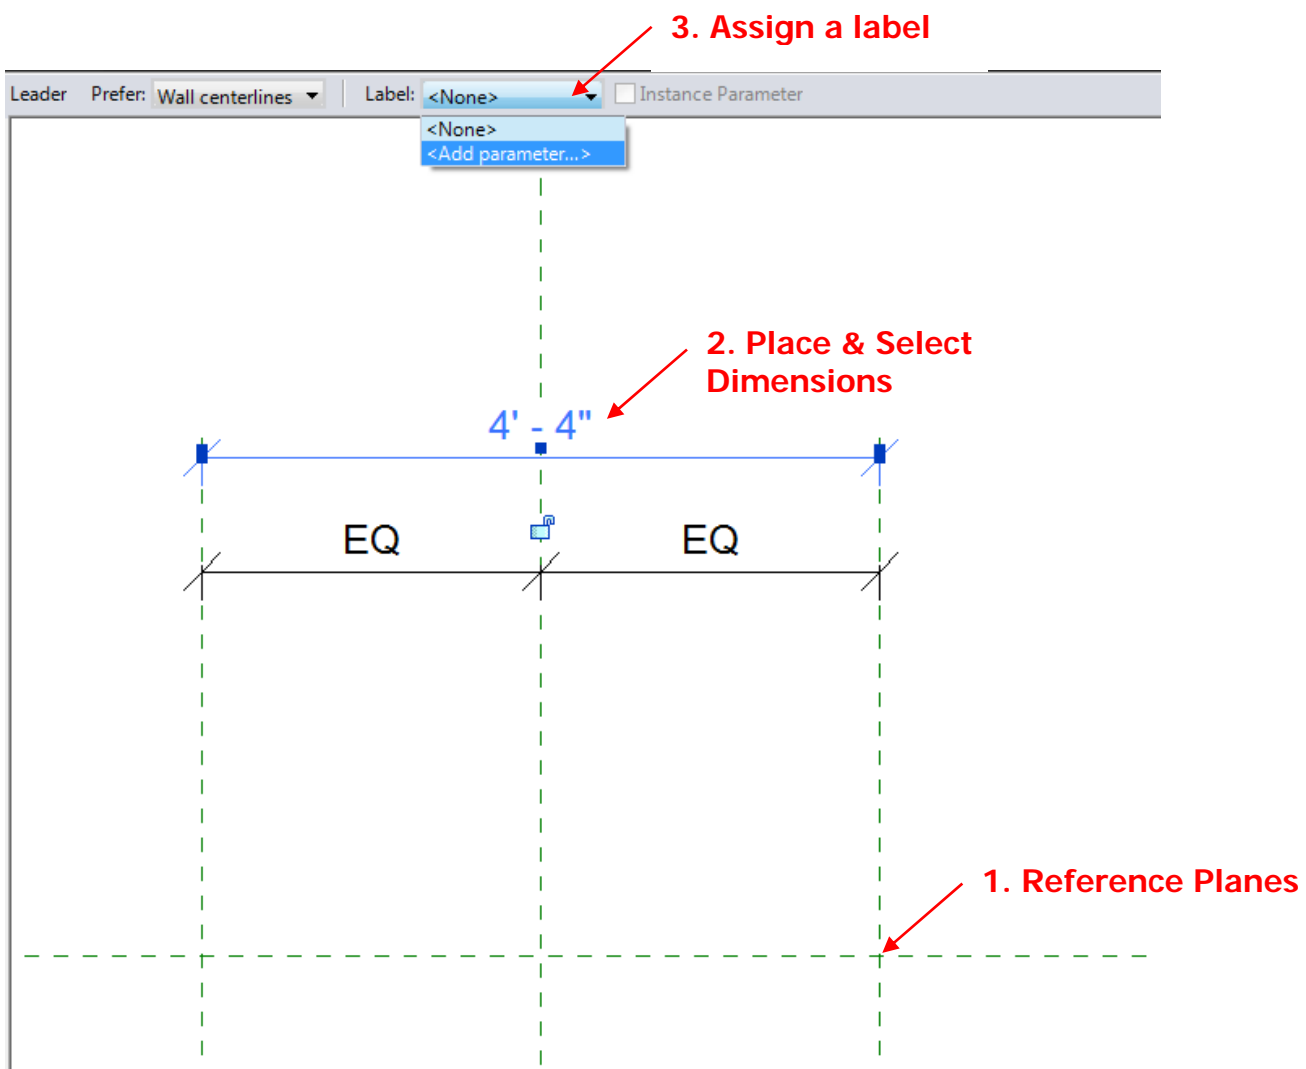 3. Assign a label
Leader Prefer: Wall centerlines Label: <None> Instance Parameter
<None>
<Add parameter...>
2. Place & Select
Dimensions
4' - 4"
EQ EQ
1. Reference Planes